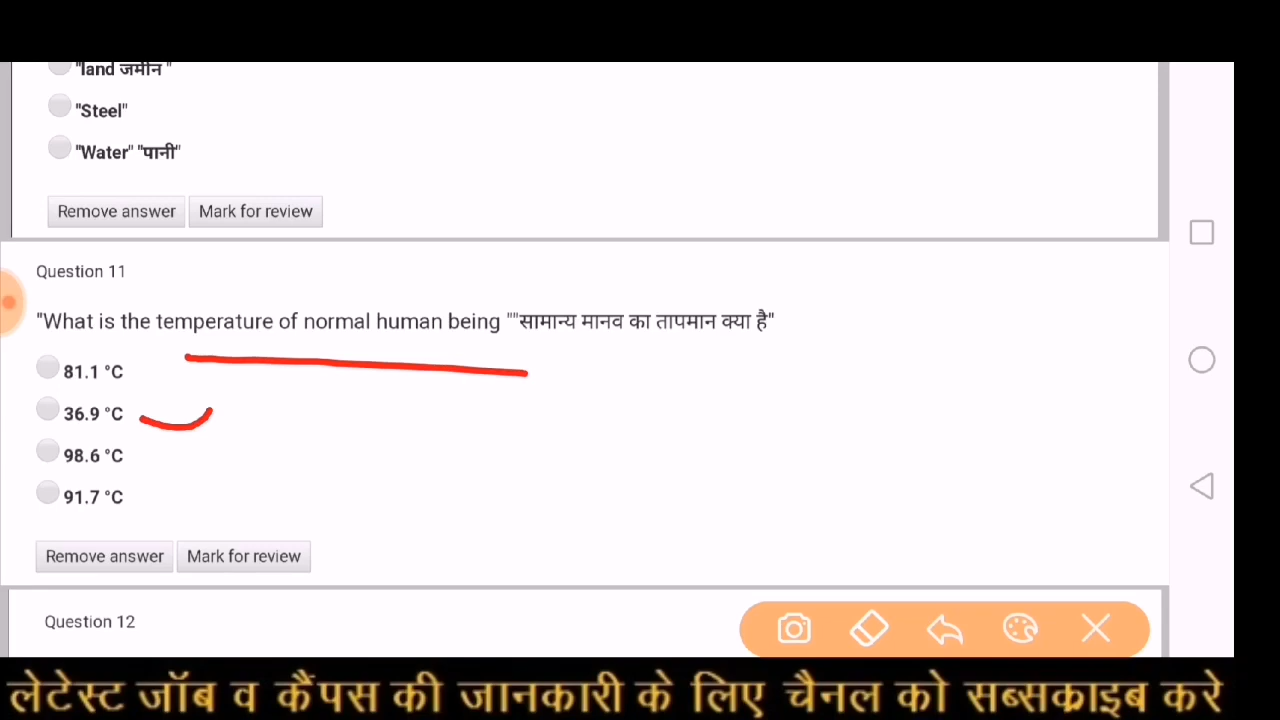 "land जमीन "
"Steel"
"Water" "पानी"
Remove answer Mark for review
Question 11
"What is the temperature of normal human being ""सामान्य मानव का तापमान क्या है"
81.1 °C
36.9 °C
98.6 °C
91.7 °C
Remove answer Mark for review
Question 12
लेटेस्ट जॉब व कैंपस की जानकारी के लिए चैनल को सब्सक्राइब करे